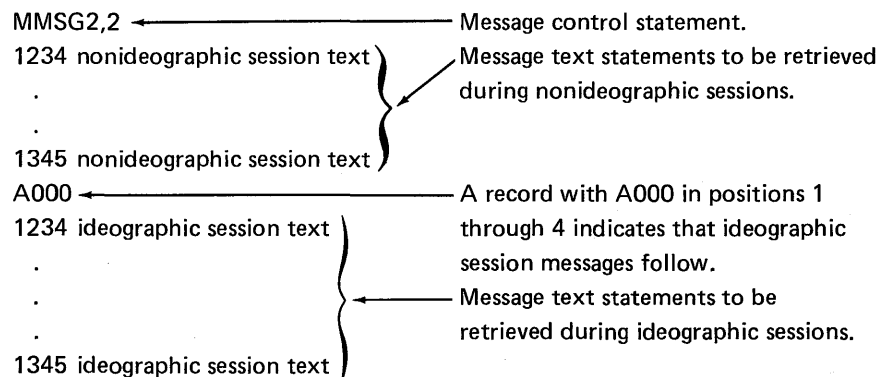 MMSG2,2 Message control statement.
1234 nonideographic session text Message text statements to be retrieved
. during nonideographic sessions.
.
1345 nonideographic session text
A000 A record with A000 in positions 1
1234 ideographic session text through 4 indicates that ideographic
. session messages follow.
. Message text statements to be
. retrieved during ideographic sessions.
1345 ideographic session text